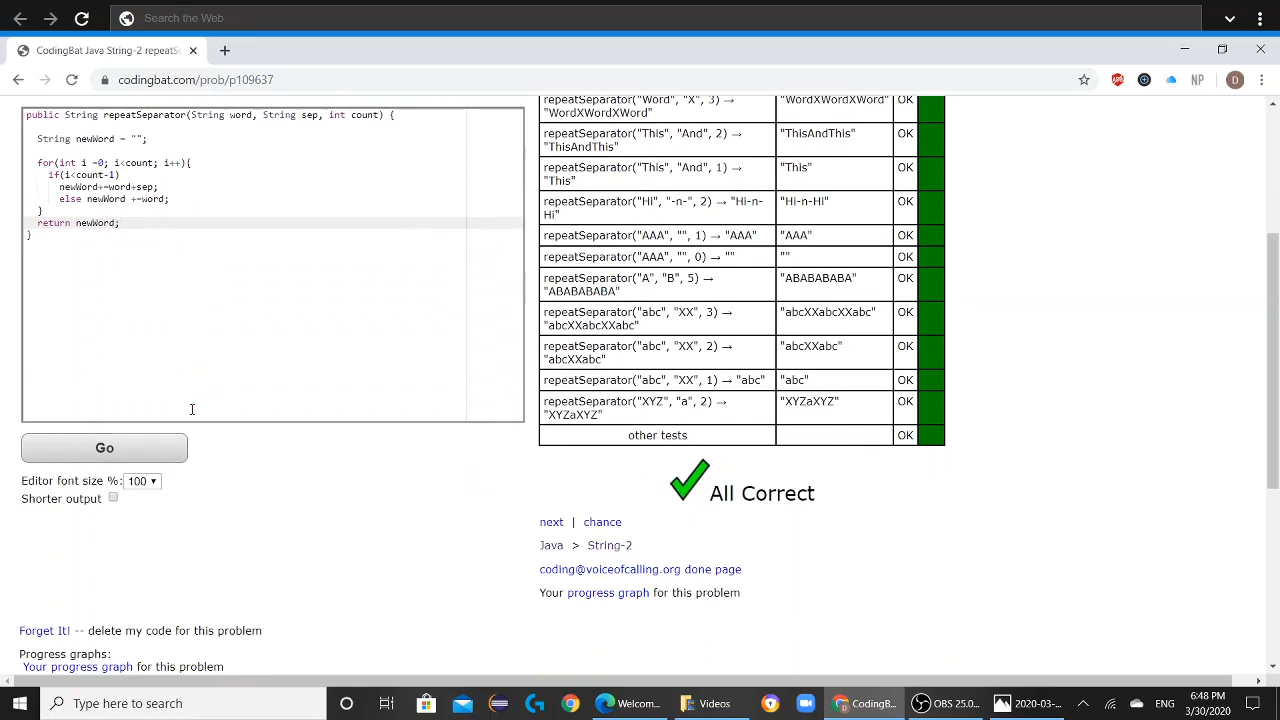 Search the Web
CodingBat Java String-2 repeatSe
codingbat.com/prob/p109637
NP
D
public String repeatSeparator(String word, String sep, int count) {
String newWord = "";
for(int i =0; i<count; i++){
if(i<count-1)
newWord+=word+sep;
else newWord +=word;
}
return newWord;
}
Go
Editor font size %: 100
Shorter output
Forget It! -- delete my code for this problem
Progress graphs:
Your progress graph for this problem
repeatSeparator("Word", "X", 3) → "WordXWordXWord" OK
"WordXWordXWord"
repeatSeparator("This", "And", 2) → "ThisAndThis" OK
"ThisAndThis"
repeatSeparator("This", "And", 1) → "This" OK
"This"
repeatSeparator("Hi", "-n-", 2) → "Hi-n- "Hi-n-Hi" OK
Hi"
repeatSeparator("AAA", "", 1) → "AAA" "AAA" OK
repeatSeparator("AAA", "", 0) → "" "" OK
repeatSeparator("A", "B", 5) → "ABABABABA" OK
"ABABABABA"
repeatSeparator("abc", "XX", 3) → "abcXXabcXXabc" OK
"abcXXabcXXabc"
repeatSeparator("abc", "XX", 2) → "abcXXabc" OK
"abcXXabc"
repeatSeparator("abc", "XX", 1) → "abc" "abc" OK
repeatSeparator("XYZ", "a", 2) → "XYZaXYZ" OK
"XYZaXYZ"
other tests OK
All Correct
next | chance
Java > String-2
coding@voiceofcalling.org done page
Your progress graph for this problem
Type here to search
Welcom...
Videos
CodingB...
OBS 25.0...
2020-03-...
ENG
6:48 PM
3/30/2020